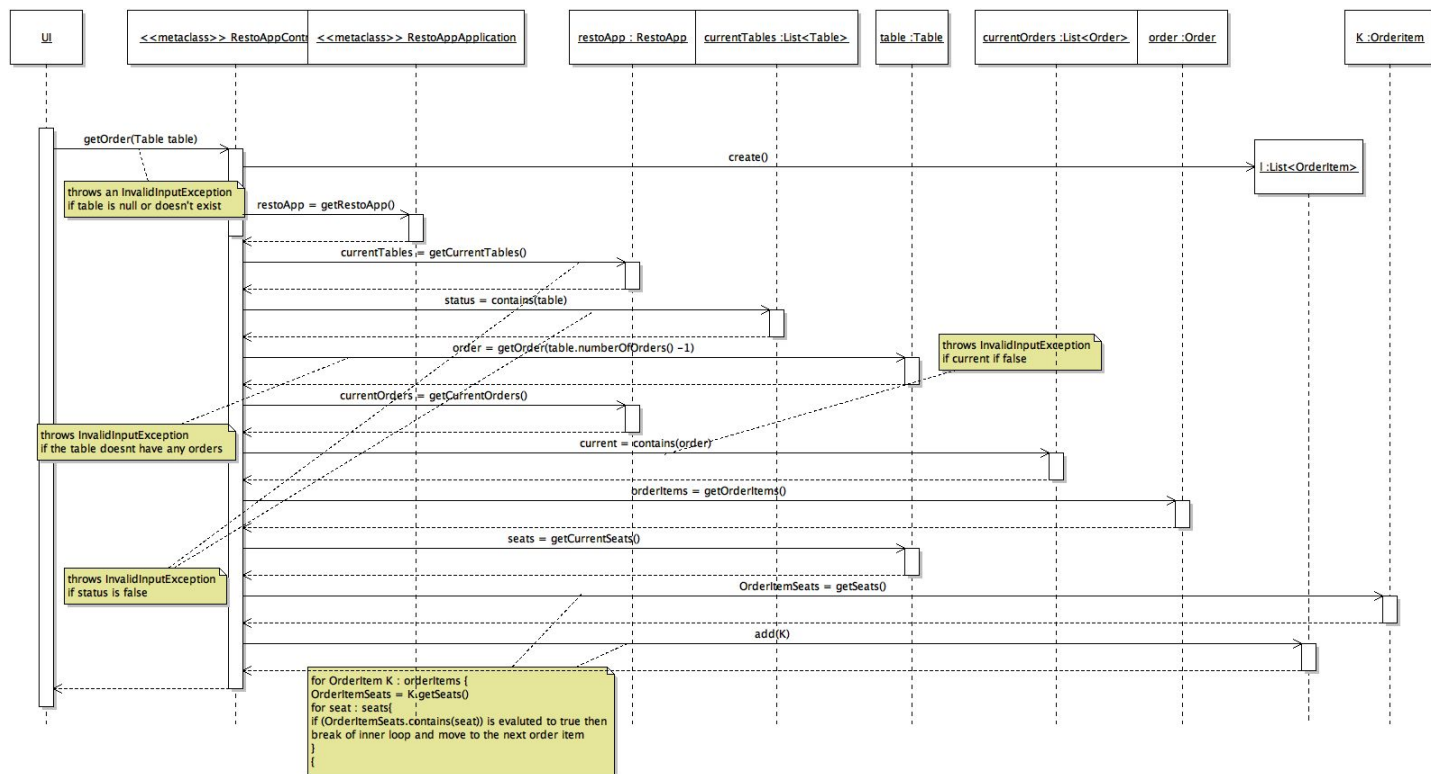 UI
<<metaclass>> RestoAppContr
<<metaclass>> RestoAppApplication
restoApp : RestoApp
currentTables :List<Table>
table :Table
currentOrders :List<Order>
order :Order
K :Orderitem
getOrder(Table table)
create()
l :List<OrderItem>
throws an InvalidInputException
if table is null or doesn't exist
restoApp = getRestoApp()
currentTables = getCurrentTables()
status = contains(table)
order = getOrder(table.numberOfOrders() -1)
throws InvalidInputException
if current if false
currentOrders = getCurrentOrders()
throws InvalidInputException
if the table doesnt have any orders
current = contains(order)
orderItems = getOrderItems()
seats = getCurrentSeats()
throws InvalidInputException
if status is false
OrderItemSeats = getSeats()
add(K)
for OrderItem K : orderItems {
OrderItemSeats = K.getSeats()
for seat : seats{
if (OrderItemSeats.contains(seat)) is evaluted to true then
break of inner loop and move to the next order item
}
{